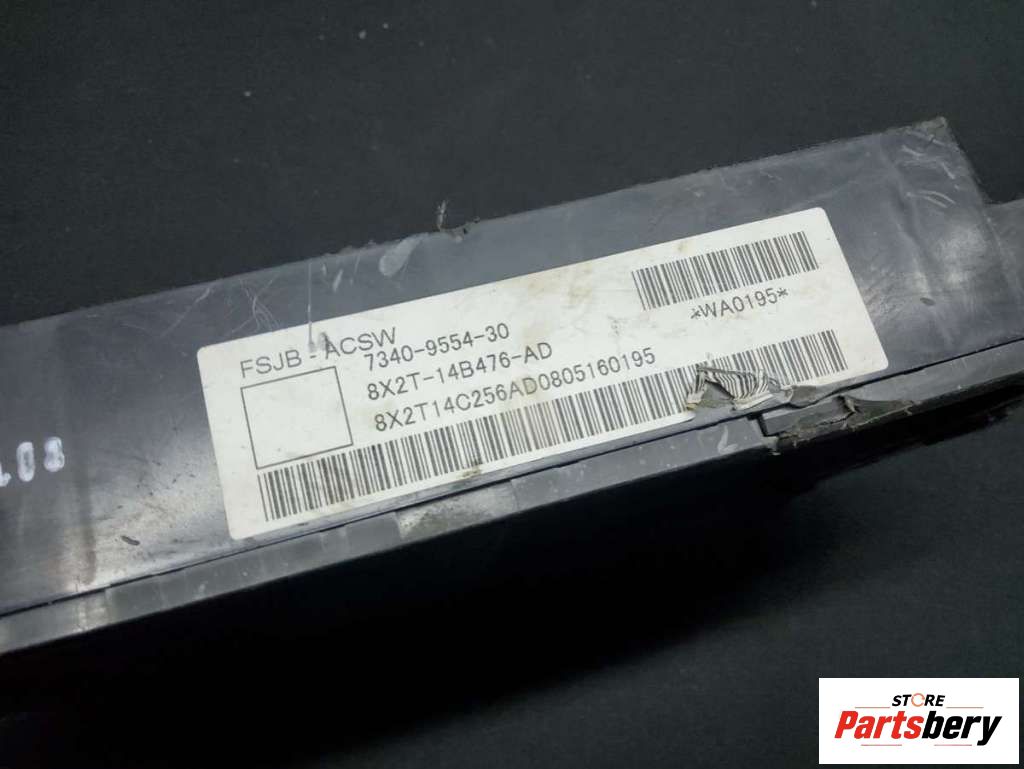 FSJB - ACSW
7340-9554-30
8X2T-14B476-AD
8X2T14C256AD0805160195
*WA0195*
STORE
Partsbery